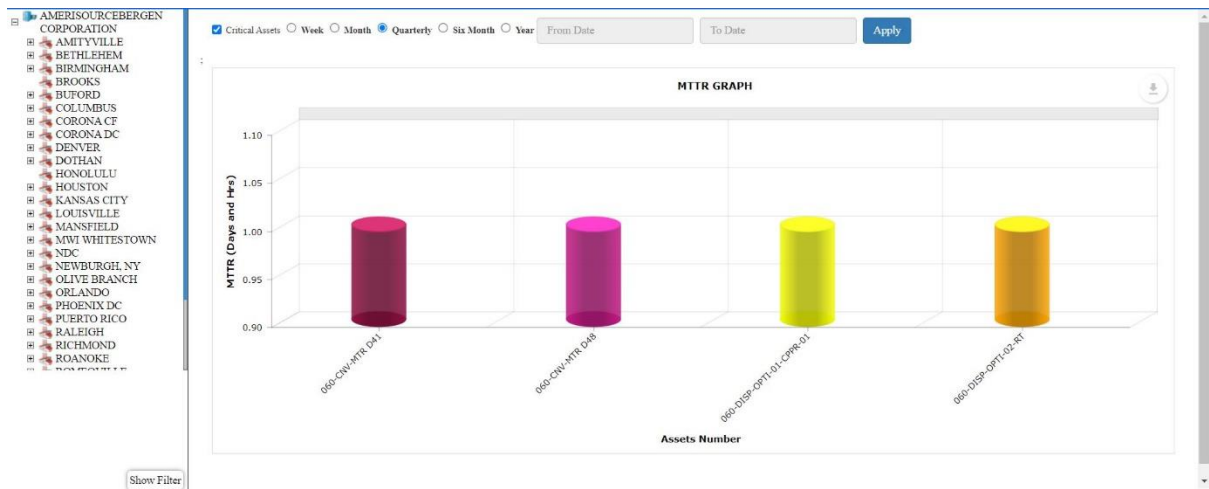 AMERISOURCEBERGEN
CORPORATION
AMITYVILLE
BETHLEHEM
BIRMINGHAM
BROOKS
BUFORD
COLUMBUS
CORONA CF
CORONA DC
DENVER
DOTHAN
HONOLULU
HOUSTON
KANSAS CITY
LOUISVILLE
MANSFIELD
MWI WHITESTOWN
NDC
NEWBURGH, NY
OLIVE BRANCH
ORLANDO
PHOENIX DC
PUERTO RICO
RALEIGH
RICHMOND
ROANOKE
Show Filter
Critical Assets Week Month Quarterly Six Month Year From Date To Date Apply
;
MTTR GRAPH
MTTR (Days and Hrs)
1.10
1.05
1.00
0.95
0.90
060-CNV-MTR D41
060-CNV-MTR D48
060-DISP-OPTI-01-CPPR-01
060-DISP-OPTI-02-RT
Assets Number